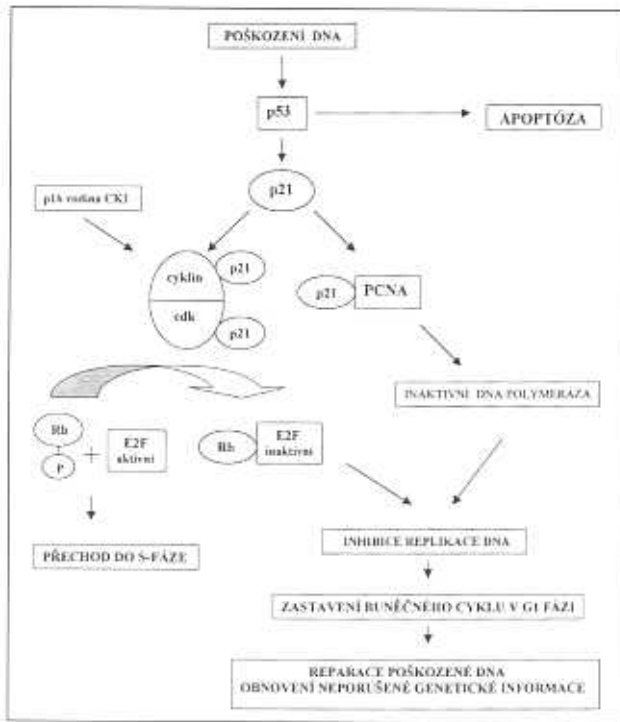 POŠKOZENÍ DNA
p53
APOPTÓZA
p21
p16 rodina CKI
cyklin
p21
cdk
p21
p21
PCNA
INAKTIVNÍ DNA POLYMERÁZA
Rb
P
+
E2F
aktivní
Rb
E2F
inaktivní
PŘECHOD DO S-FÁZE
INHIBICE REPLIKACE DNA
ZASTAVENÍ BUNĚČNÉHO CYKLU V G1 FÁZI
REPARACE POŠKOZENÉ DNA
OBNOVENÍ NEPORUŠENÉ GENETICKÉ INFORMACE